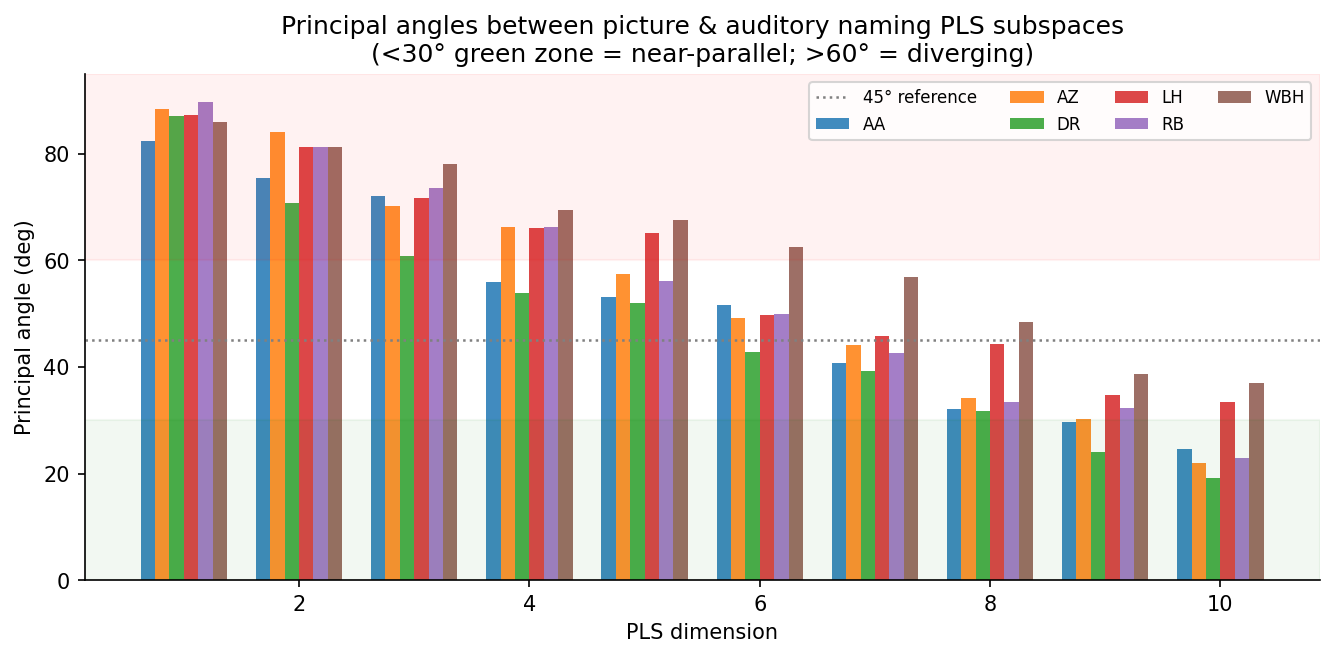 Principal angles between picture & auditory naming PLS subspaces
(<30° green zone = near-parallel; >60° = diverging)
45° reference
AA
AZ
DR
LH
RB
WBH
Principal angle (deg)
80
60
40
20
0
2
4
6
8
10
PLS dimension